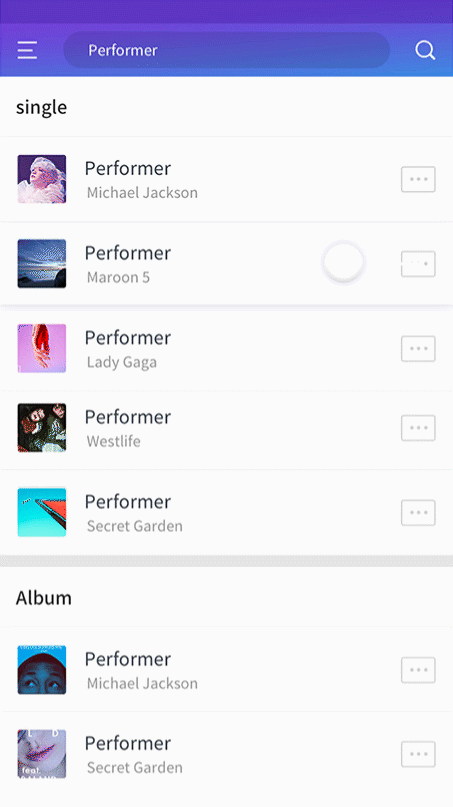 Performer
single
Performer
Michael Jackson
Performer
Maroon 5
Performer
Lady Gaga
Performer
Westlife
Performer
Secret Garden
Album
Performer
Michael Jackson
Performer
L D
feat.
Secret Garden